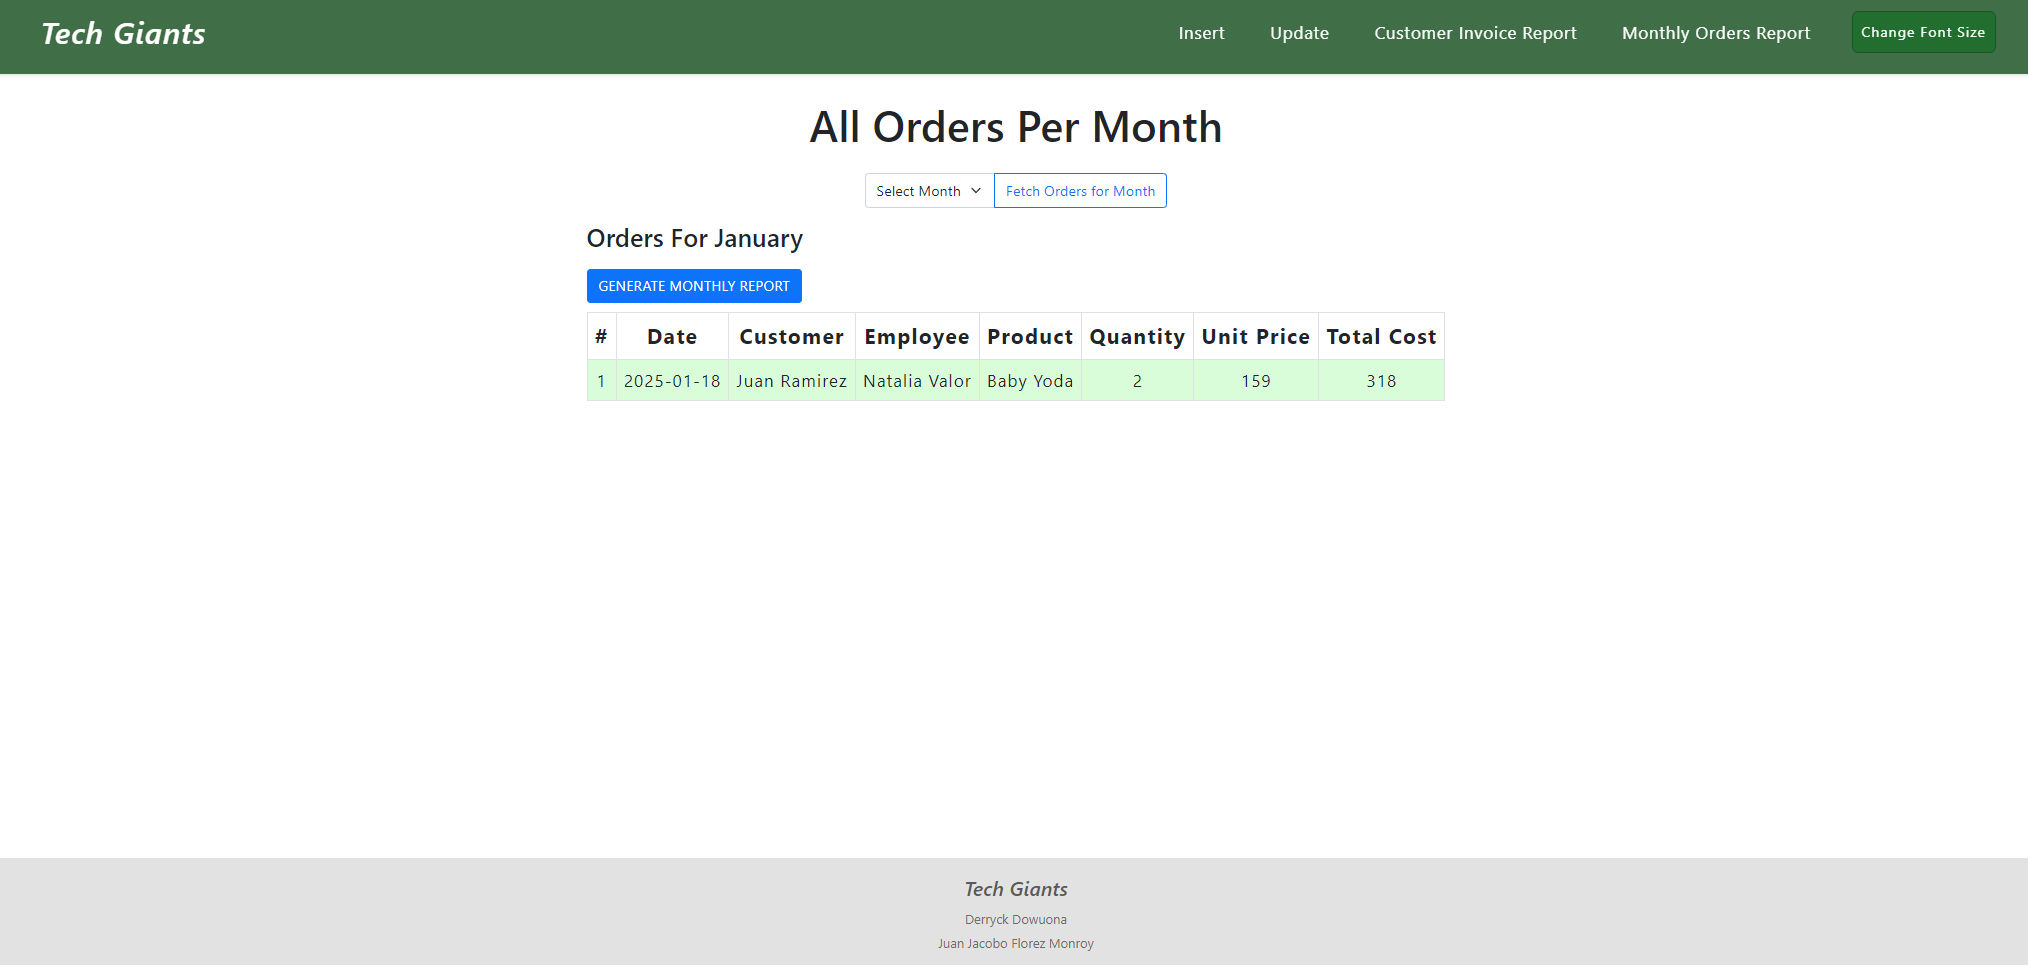 Tech Giants
Insert Update Customer Invoice Report Monthly Orders Report Change Font Size
All Orders Per Month
Select Month Fetch Orders for Month
Orders For January
GENERATE MONTHLY REPORT
# Date Customer Employee Product Quantity Unit Price Total Cost
1 2025-01-18 Juan Ramirez Natalia Valor Baby Yoda 2 159 318
Tech Giants
Derryck Dowuona
Juan Jacobo Florez Monroy